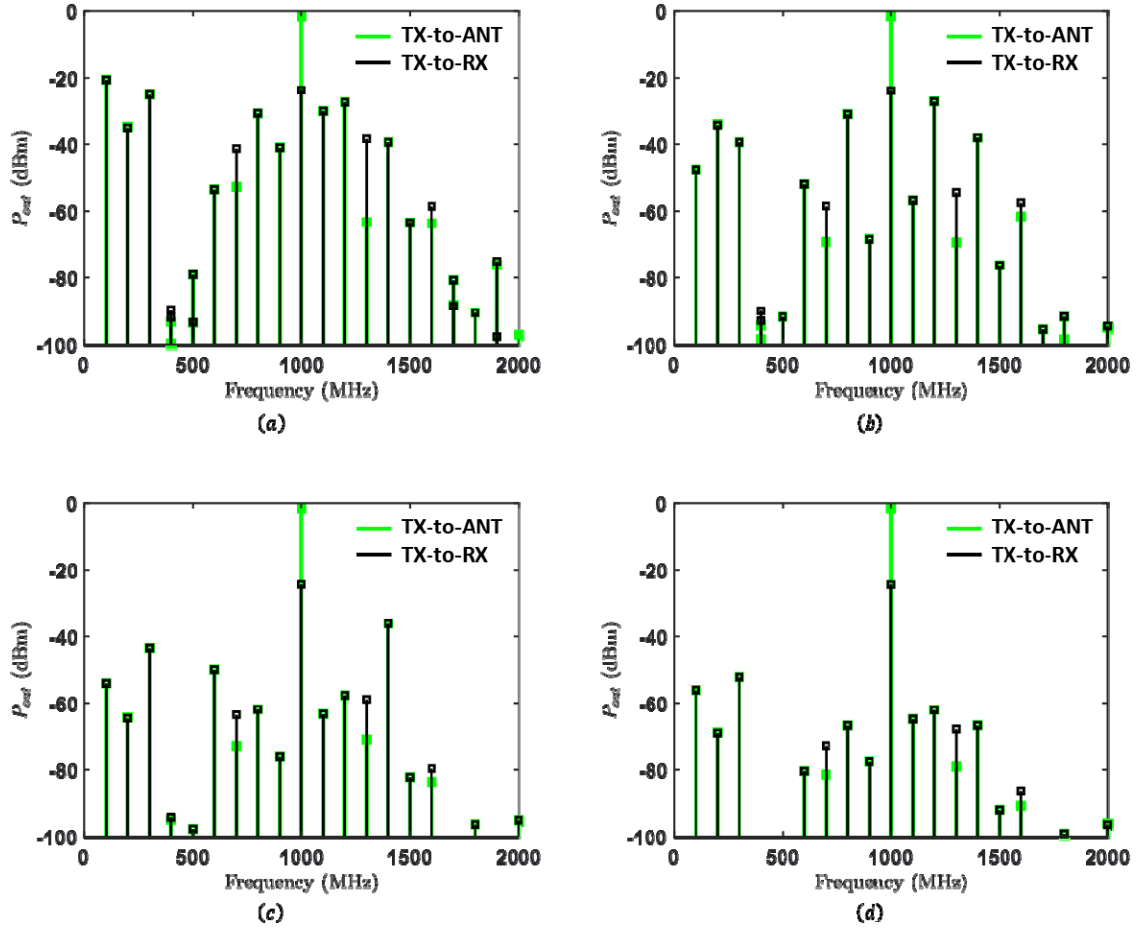 0
-20
-40
-60
-80
-100
P_out (dBm)
TX-to-ANT
TX-to-RX
0 500 1000 1500 2000
Frequency (MHz)
(a)
0
-20
-40
-60
-80
-100
P_out (dBm)
TX-to-ANT
TX-to-RX
0 500 1000 1500 2000
Frequency (MHz)
(b)
0
-20
-40
-60
-80
-100
P_out (dBm)
TX-to-ANT
TX-to-RX
0 500 1000 1500 2000
Frequency (MHz)
(c)
0
-20
-40
-60
-80
-100
P_out (dBm)
TX-to-ANT
TX-to-RX
0 500 1000 1500 2000
Frequency (MHz)
(d)